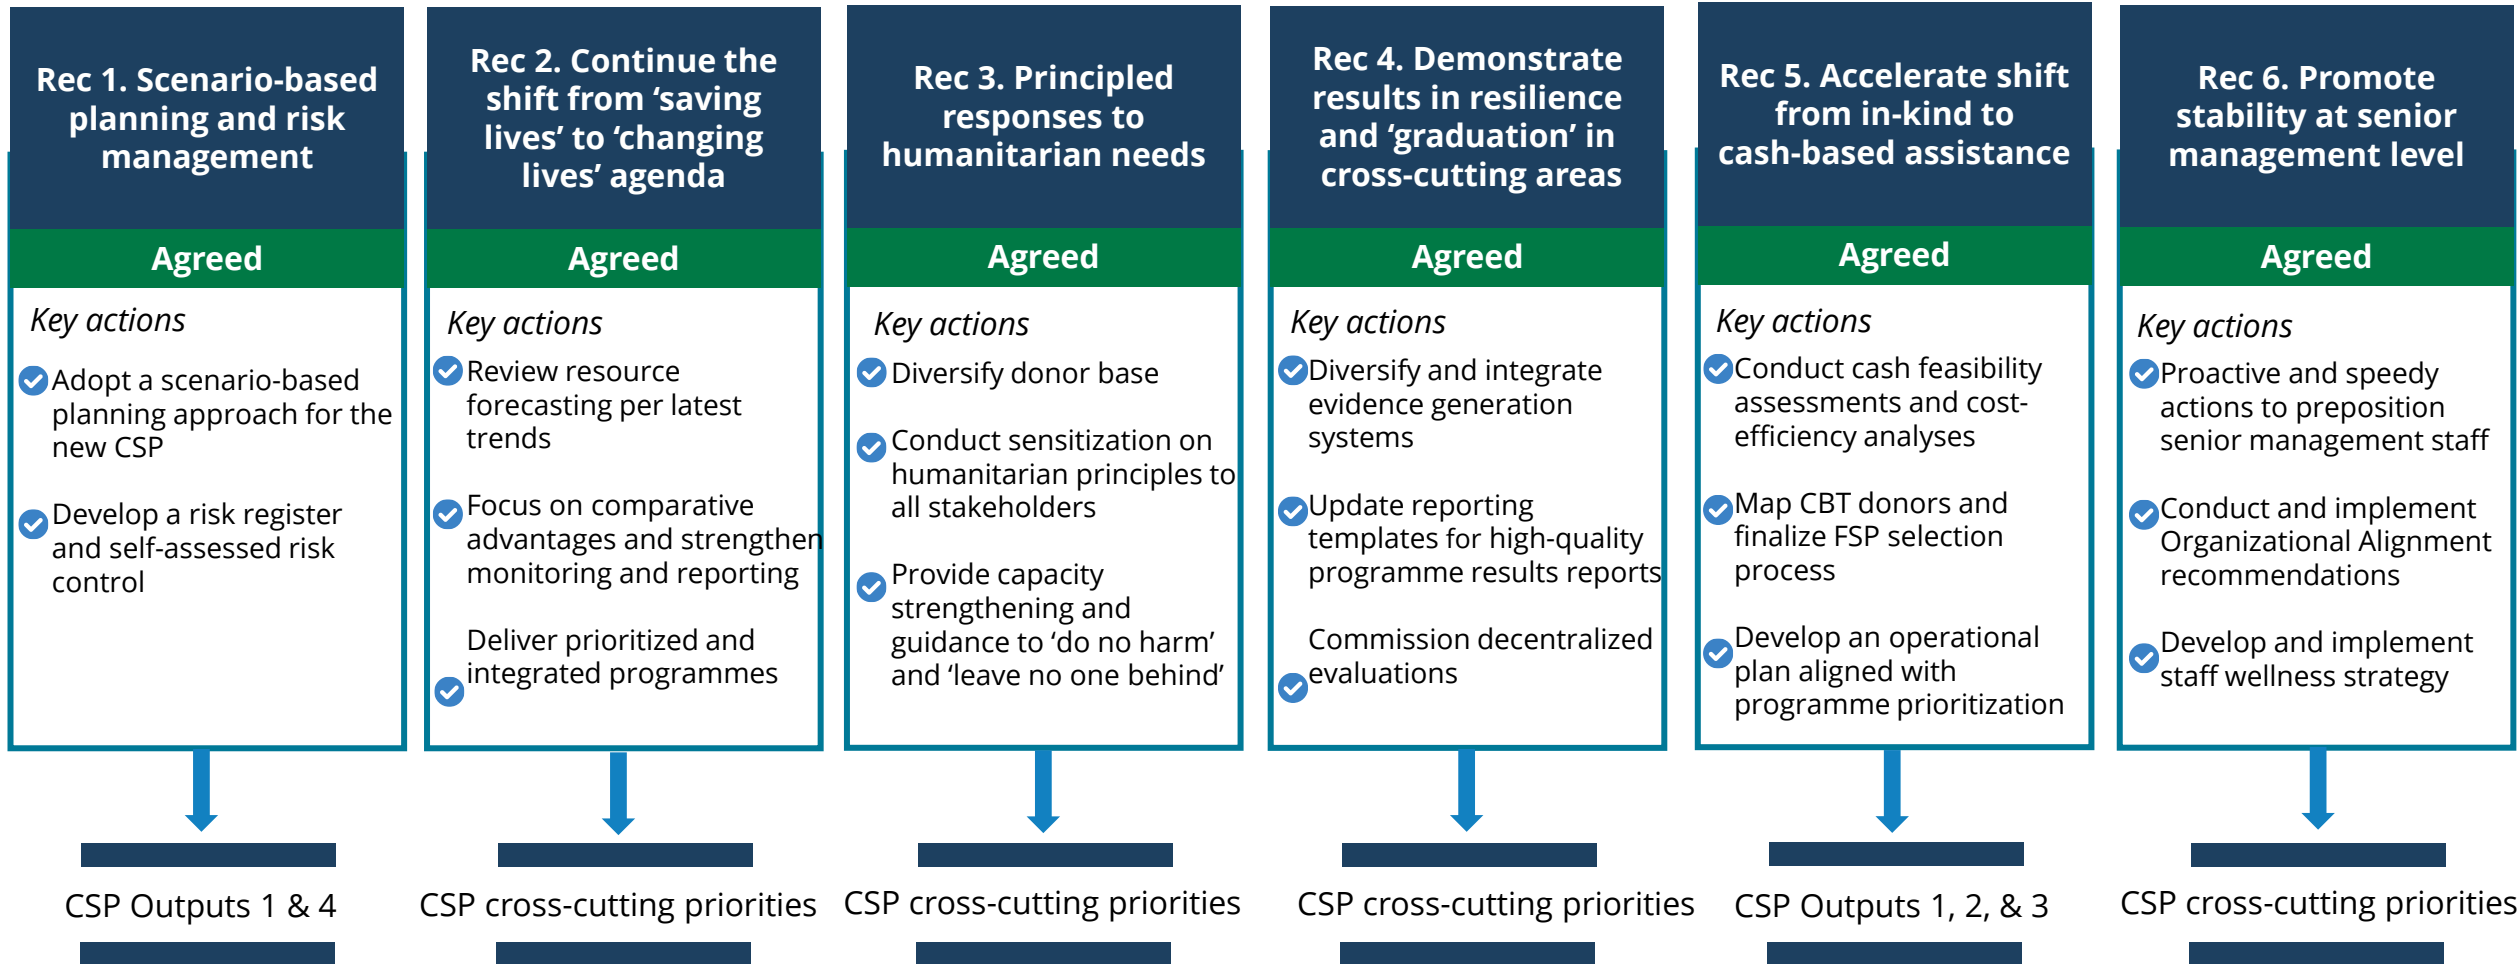 Rec 1. Scenario-based
planning and risk
management
Agreed
Key actions
Adopt a scenario-based
planning approach for the
new CSP
Develop a risk register
and self-assessed risk
control
CSP Outputs 1 & 4
Rec 2. Continue the
shift from ‘saving
lives’ to ‘changing
lives’ agenda
Agreed
Key actions
Review resource
forecasting per latest
trends
Focus on comparative
advantages and strengthen
monitoring and reporting
Deliver prioritized and
integrated programmes
CSP cross-cutting priorities
Rec 3. Principled
responses to
humanitarian needs
Agreed
Key actions
Diversify donor base
Conduct sensitization on
humanitarian principles to
all stakeholders
Provide capacity
strengthening and
guidance to ‘do no harm’
and ‘leave no one behind’
CSP cross-cutting priorities
Rec 4. Demonstrate
results in resilience
and ‘graduation’ in
cross-cutting areas
Agreed
Key actions
Diversify and integrate
evidence generation
systems
Update reporting
templates for high-quality
programme results reports
Commission decentralized
evaluations
CSP cross-cutting priorities
Rec 5. Accelerate shift
from in-kind to
cash-based assistance
Agreed
Key actions
Conduct cash feasibility
assessments and cost-
efficiency analyses
Map CBT donors and
finalize FSP selection
process
Develop an operational
plan aligned with
programme prioritization
CSP Outputs 1, 2, & 3
Rec 6. Promote
stability at senior
management level
Agreed
Key actions
Proactive and speedy
actions to preposition
senior management staff
Conduct and implement
Organizational Alignment
recommendations
Develop and implement
staff wellness strategy
CSP cross-cutting priorities